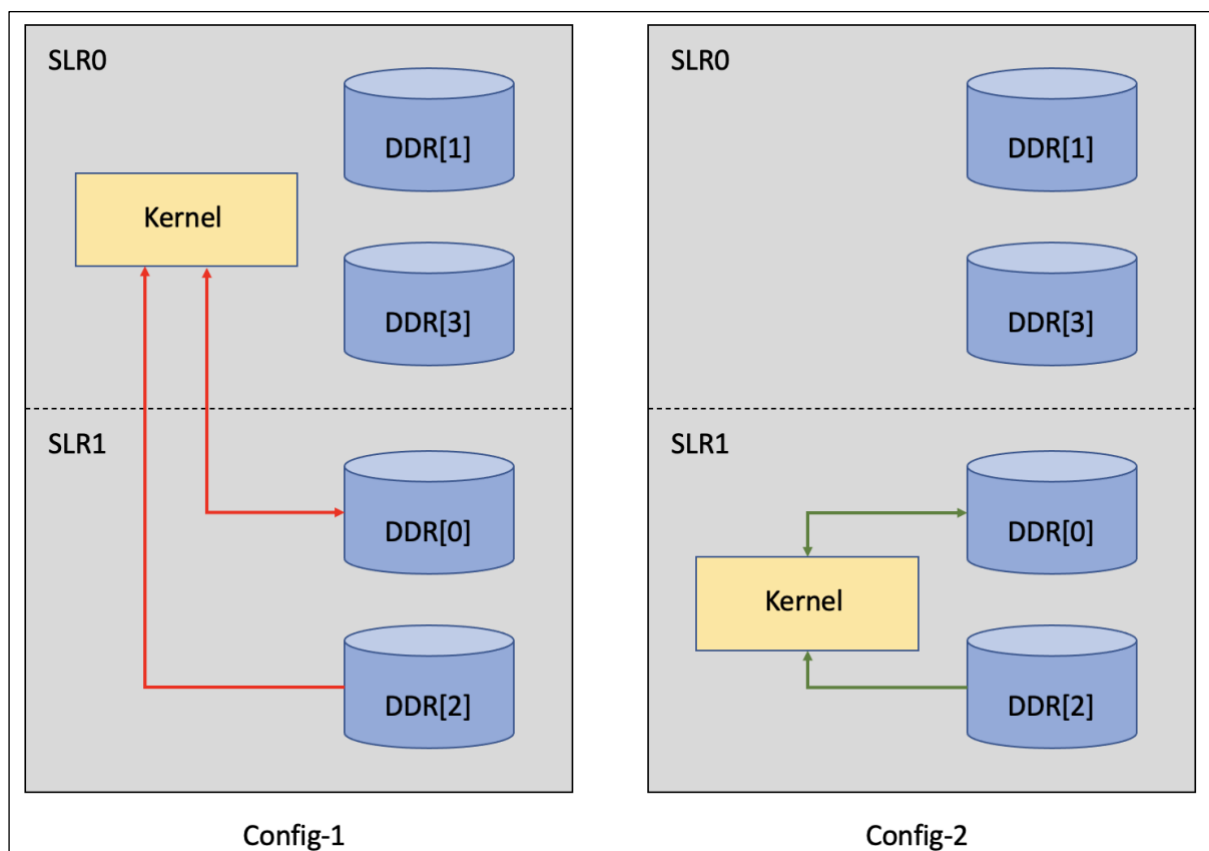 SLR0
DDR[1]
Kernel
DDR[3]
SLR1
DDR[0]
DDR[2]
Config-1
SLR0
DDR[1]
DDR[3]
SLR1
DDR[0]
Kernel
DDR[2]
Config-2